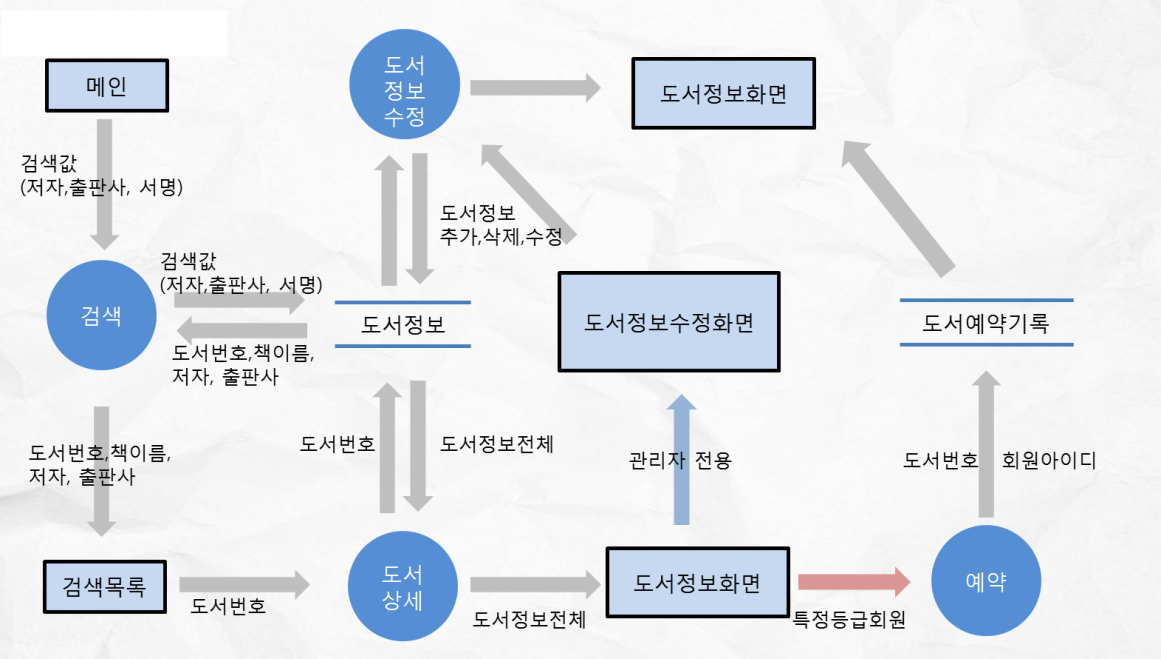 메인
도서
정보
수정
도서정보화면
검색값
(저자,출판사, 서명)
도서정보
추가,삭제,수정
검색값
(저자,출판사, 서명)
검색
도서정보
도서정보수정화면
도서예약기록
도서번호,책이름,
저자, 출판사
도서번호,책이름,
저자, 출판사
도서번호
도서정보전체
관리자 전용
도서번호 회원아이디
검색목록
도서번호
도서
상세
도서정보전체
도서정보화면
특정등급회원
예약